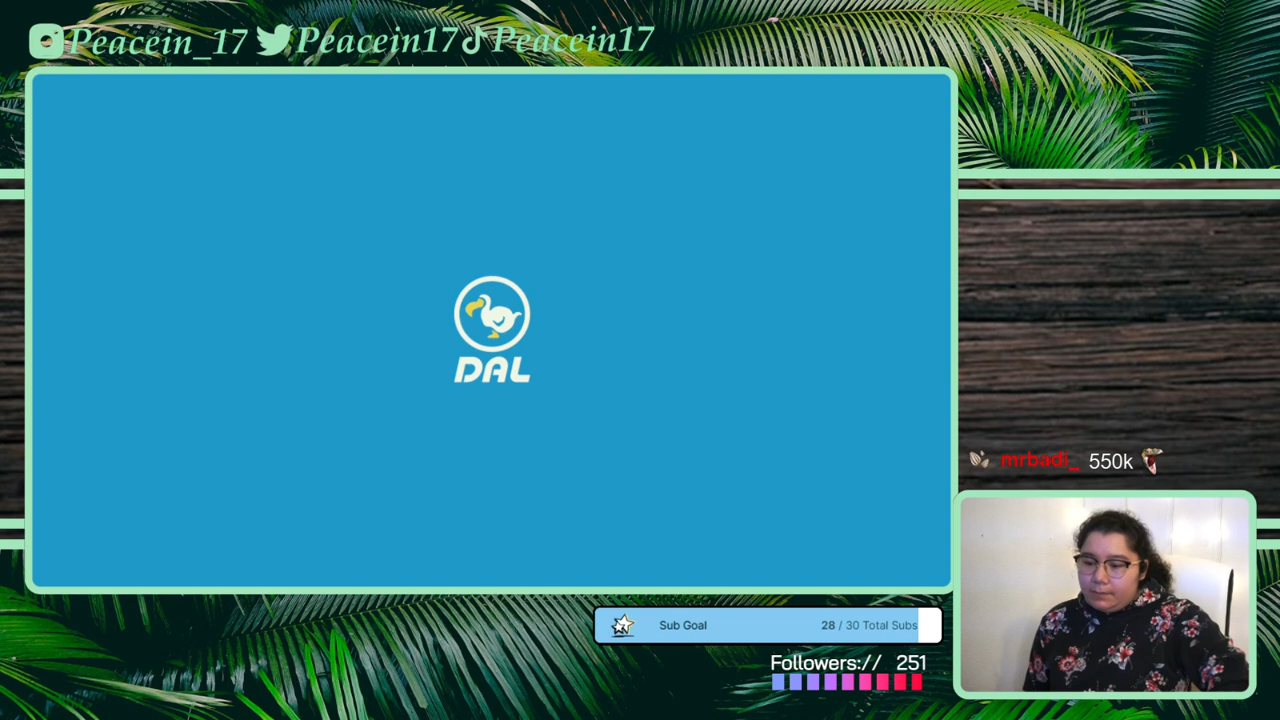 Peacein_17 Peacein17 Peacein17
DAL
mrbadi_ 550k
Sub Goal 28 / 30 Total Subs
Followers:// 251